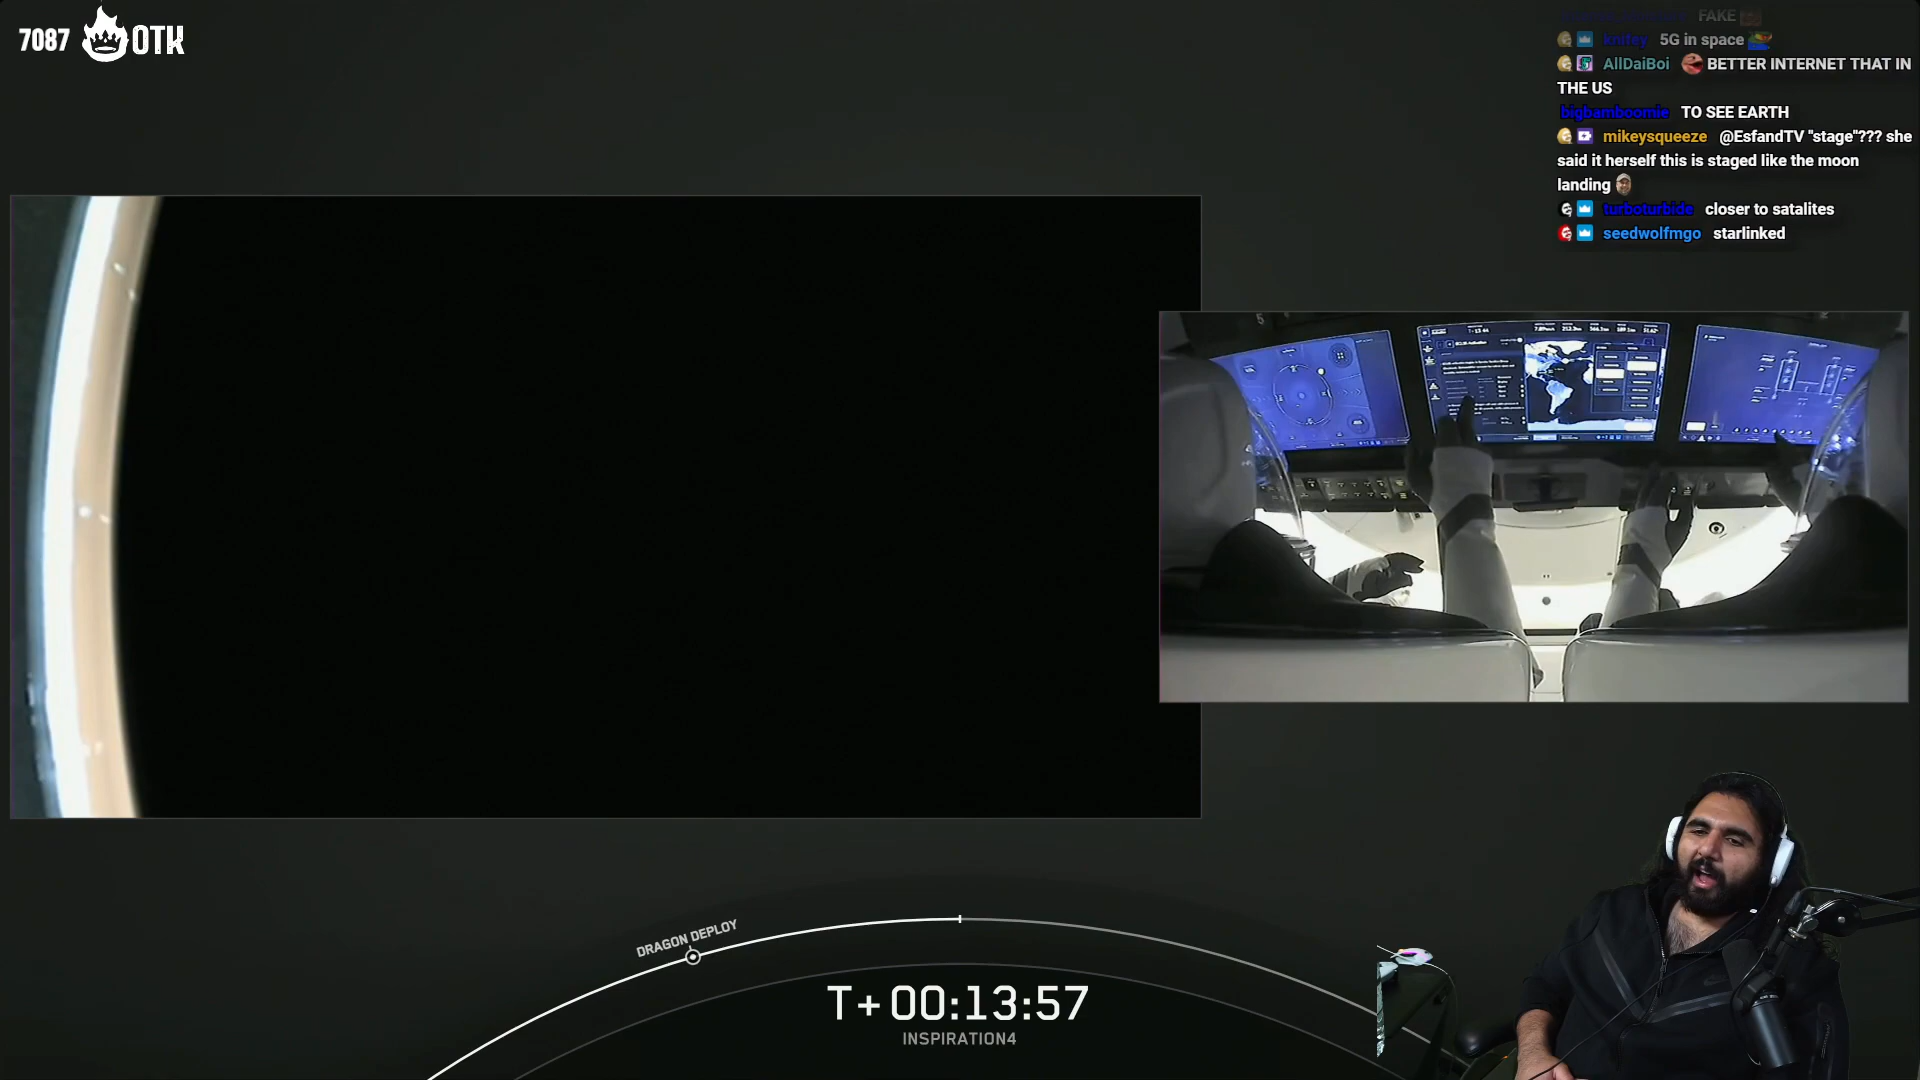 7087 OTK
FAKE
knifey 5G in space
AllDaiBoi BETTER INTERNET THAT IN
THE US
bigbamboomie TO SEE EARTH
mikeysqueeze @EsfandTV "stage"??? she
said it herself this is staged like the moon
landing
turboturbide closer to satalites
seedwolfmgo starlinked
DRAGON DEPLOY
T+00:13:57
INSPIRATION4